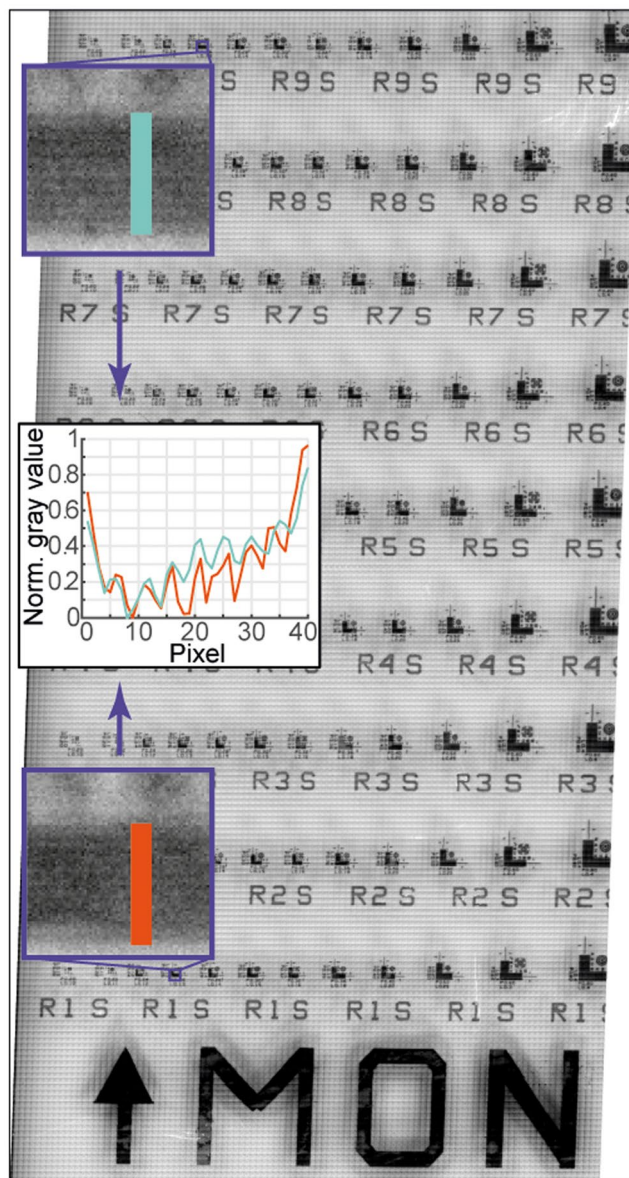 S R9 S R9 S R9 S R9
S R8 S R8 S R8 S R8 S
R7 S R7 S R7 S R7 S R7 S R7 S
R6 S R6 S R6 S
Norm. gray value
1
0.8
0.6
0.4
0.2
0
0 10 20 30 40
Pixel
R5 S R5 S R5 S
R4 S R4 S R4 S
R3 S R3 S R3 S R3 S
R2 S R2 S R2 S R2 S
R1 S R1 S R1 S R1 S R1 S R1 S
MON